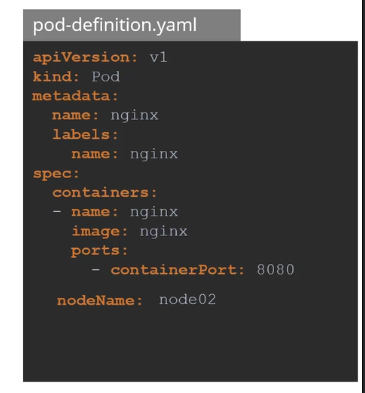 pod-definition.yaml
apiVersion: v1
kind: Pod
metadata:
  name: nginx
  labels:
    name: nginx
spec:
  containers:
  - name: nginx
    image: nginx
    ports:
      - containerPort: 8080
  nodeName: node02